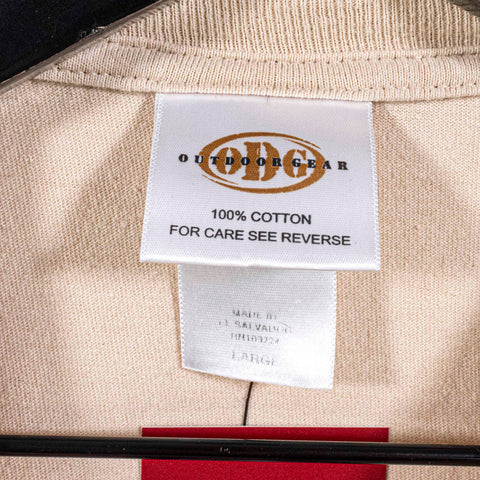 ODG
OUTDOOR GEAR
100% COTTON
FOR CARE SEE REVERSE
MADE IN
EL SALVADOR
LARGE